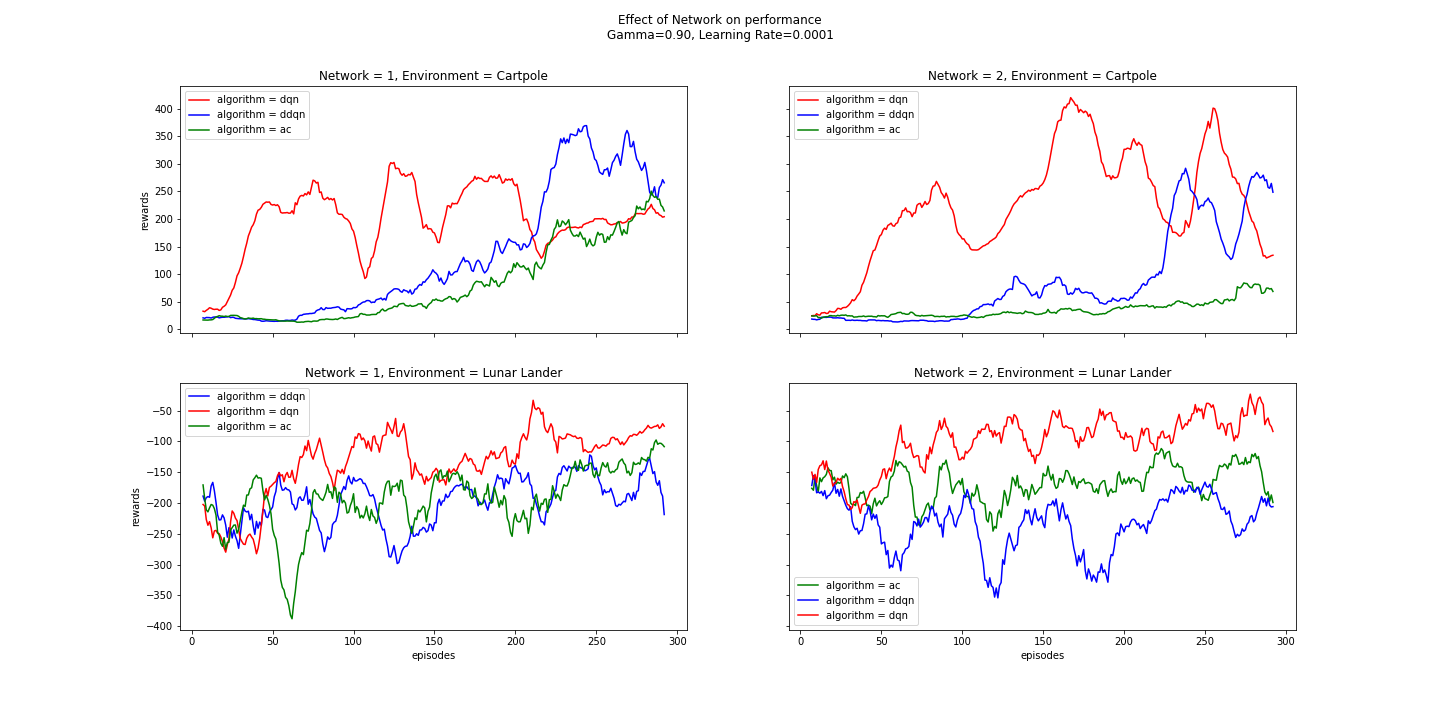 Effect of Network on performance
Gamma=0.90, Learning Rate=0.0001
Network = 1, Environment = Cartpole
algorithm = dqn
algorithm = ddqn
algorithm = ac
rewards
400
350
300
250
200
150
100
50
0
Network = 2, Environment = Cartpole
algorithm = dqn
algorithm = ddqn
algorithm = ac
Network = 1, Environment = Lunar Lander
algorithm = ddqn
algorithm = dqn
algorithm = ac
rewards
−50
−100
−150
−200
−250
−300
−350
−400
0 50 100 150 200 250 300
episodes
Network = 2, Environment = Lunar Lander
algorithm = ac
algorithm = ddqn
algorithm = dqn
0 50 100 150 200 250 300
episodes